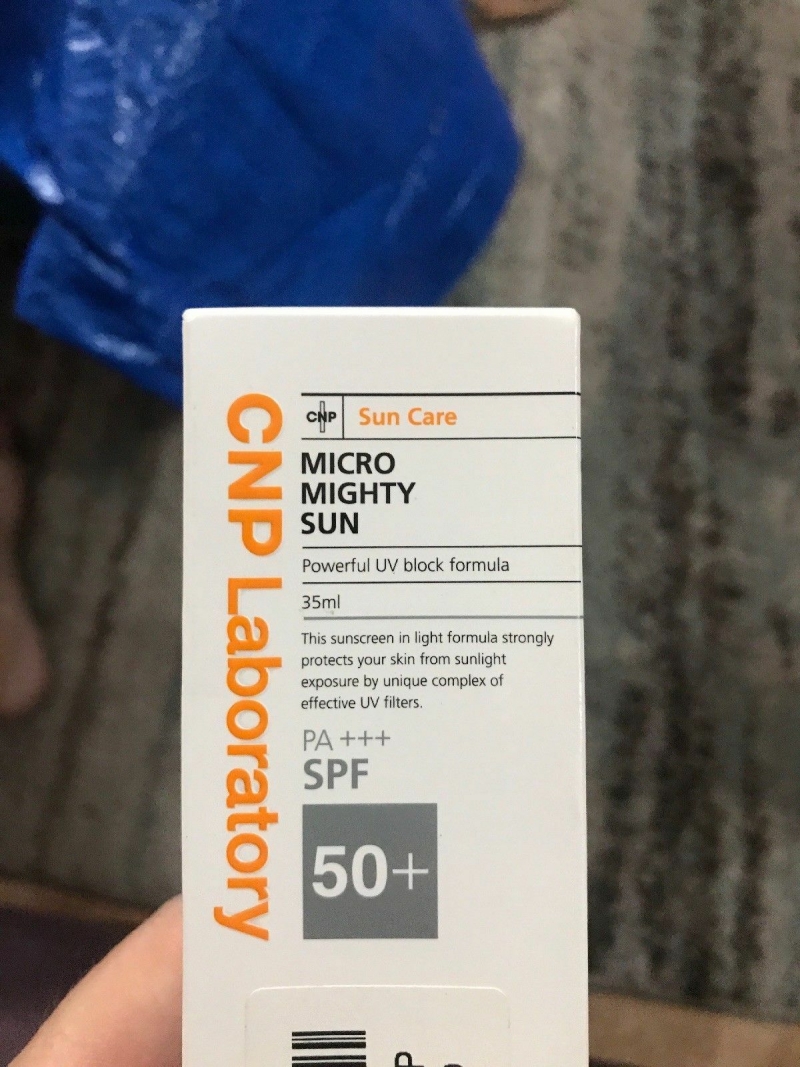 CNP Laboratory
CNP Sun Care
MICRO
MIGHTY
SUN
Powerful UV block formula
35ml
This sunscreen in light formula strongly
protects your skin from sunlight
exposure by unique complex of
effective UV filters.
PA +++
SPF
50+